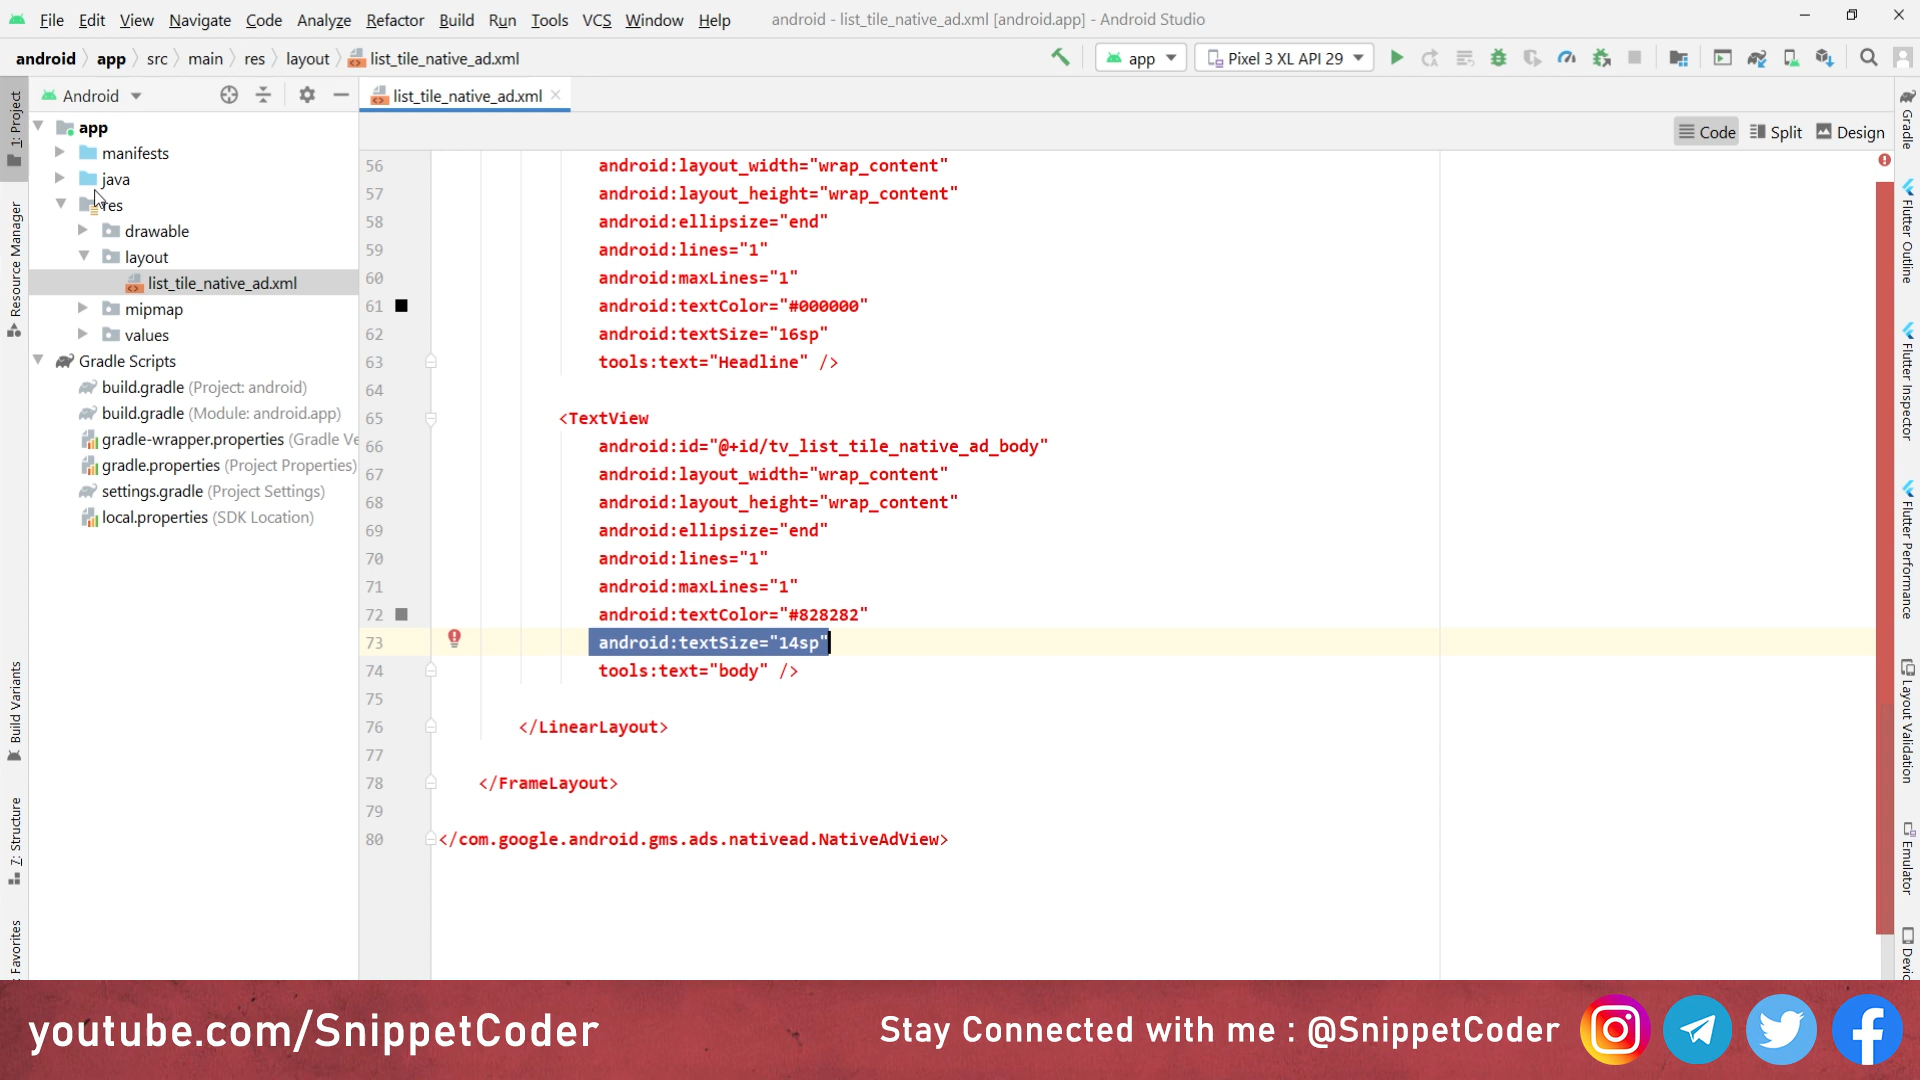 File Edit View Navigate Code Analyze Refactor Build Run Tools VCS Window Help android - list_tile_native_ad.xml [android.app] - Android Studio
android app src main res layout list_tile_native_ad.xml app Pixel 3 XL API 29
Android list_tile_native_ad.xml
Code Split Design
1: Project
Resource Manager
Build Variants
7: Structure
Favorites
app
manifests
java
res
drawable
layout
list_tile_native_ad.xml
mipmap
values
Gradle Scripts
build.gradle (Project: android)
build.gradle (Module: android.app)
gradle-wrapper.properties (Gradle Ve
gradle.properties (Project Properties)
settings.gradle (Project Settings)
local.properties (SDK Location)
56 android:layout_width="wrap_content"
57 android:layout_height="wrap_content"
58 android:ellipsize="end"
59 android:lines="1"
60 android:maxLines="1"
61 android:textColor="#000000"
62 android:textSize="16sp"
63 tools:text="Headline" />
64
65 <TextView
66 android:id="@+id/tv_list_tile_native_ad_body"
67 android:layout_width="wrap_content"
68 android:layout_height="wrap_content"
69 android:ellipsize="end"
70 android:lines="1"
71 android:maxLines="1"
72 android:textColor="#828282"
73 android:textSize="14sp"
74 tools:text="body" />
75
76 </LinearLayout>
77
78 </FrameLayout>
79
80 </com.google.android.gms.ads.nativead.NativeAdView>
Gradle
Flutter Outline
Flutter Inspector
Flutter Performance
Layout Validation
Emulator
Devic
youtube.com/SnippetCoder Stay Connected with me : @SnippetCoder